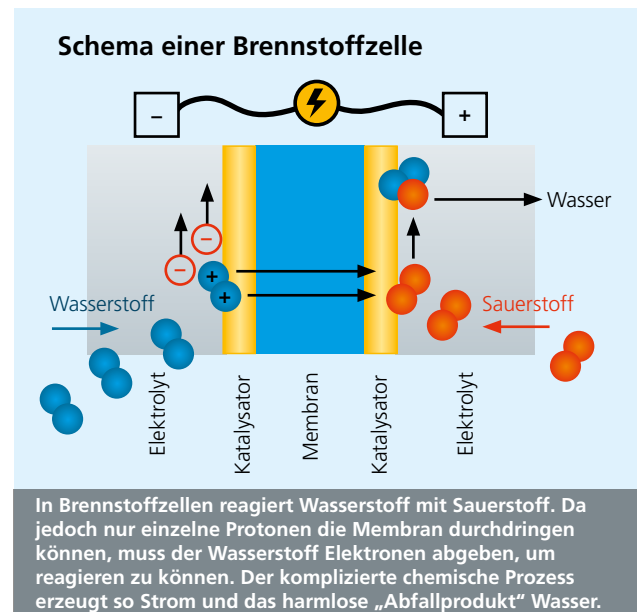 Schema einer Brennstoffzelle
–
+
–
–
+
+
Wasser
Wasserstoff
Sauerstoff
Elektrolyt
Katalysator
Membran
Katalysator
Elektrolyt
In Brennstoffzellen reagiert Wasserstoff mit Sauerstoff. Da
jedoch nur einzelne Protonen die Membran durchdringen
können, muss der Wasserstoff Elektronen abgeben, um
reagieren zu können. Der komplizierte chemische Prozess
erzeugt so Strom und das harmlose „Abfallprodukt“ Wasser.